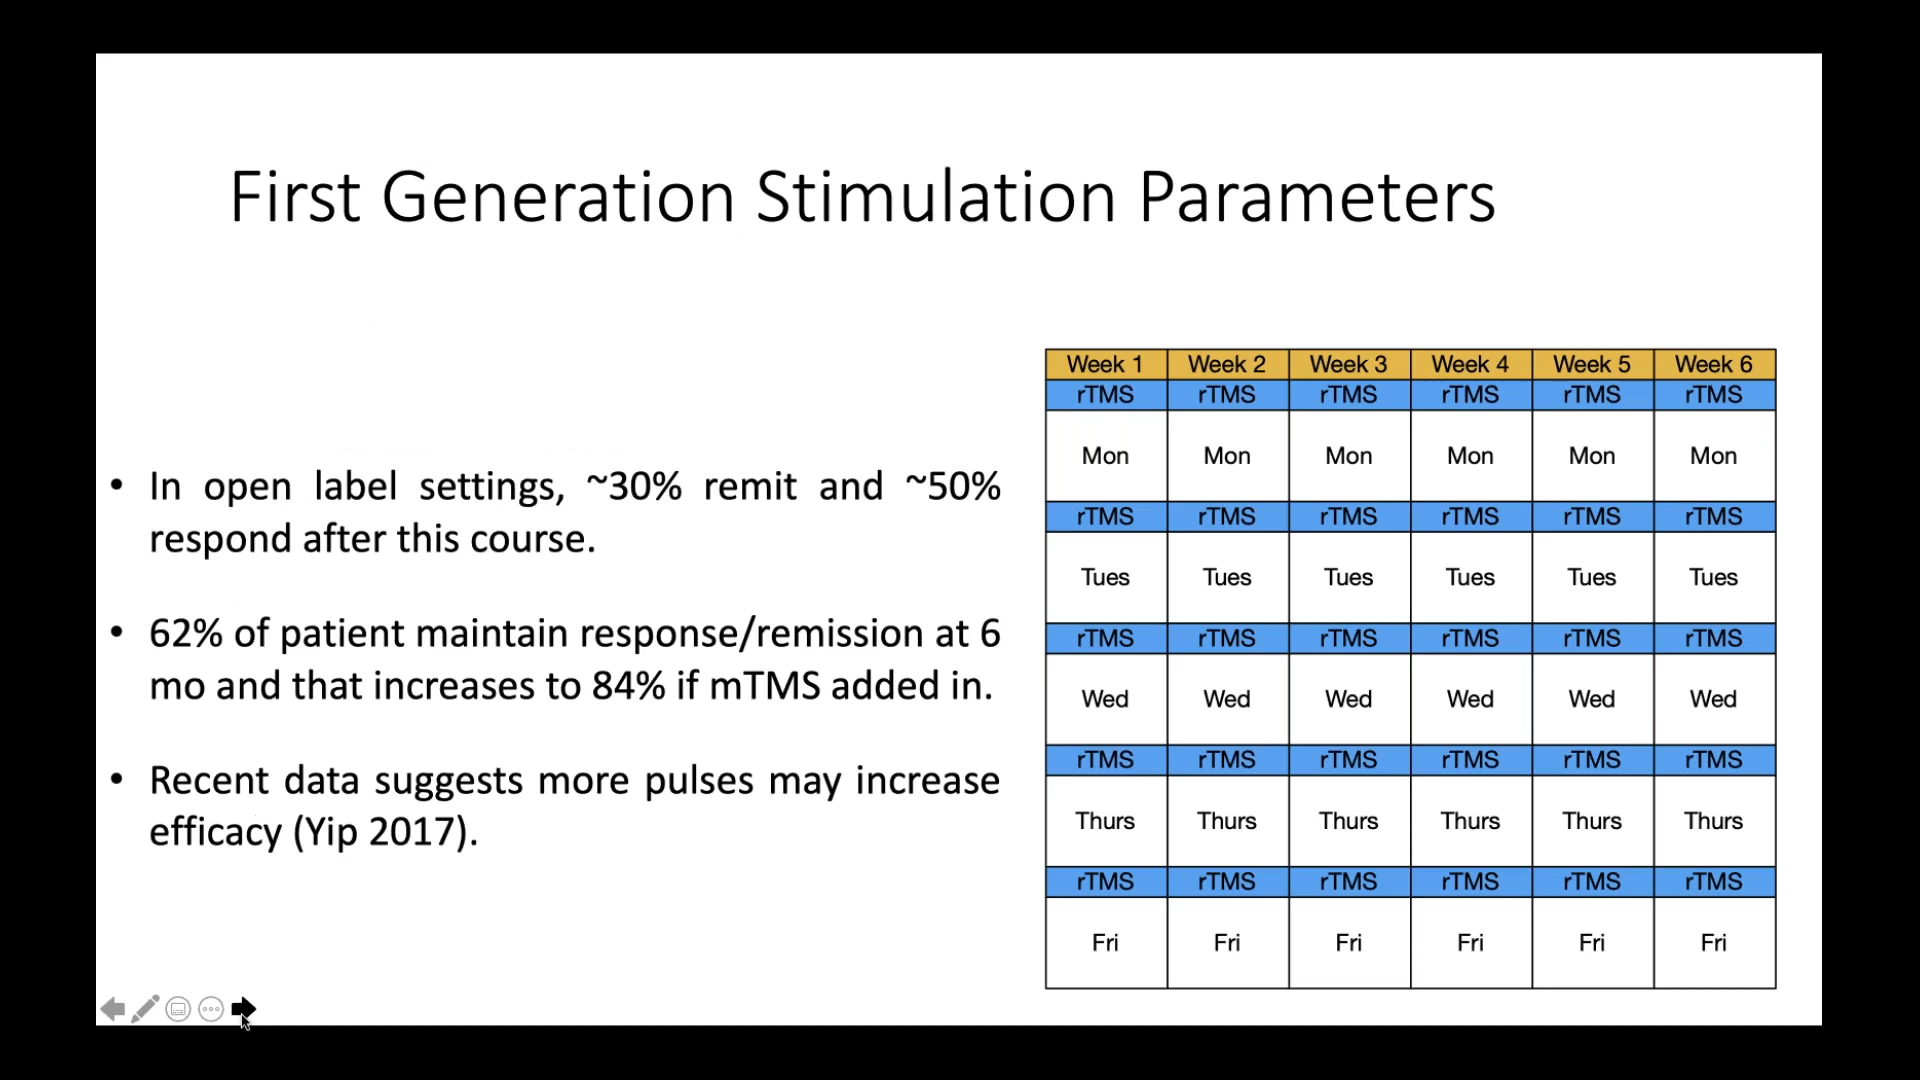 First Generation Stimulation Parameters
• In open label settings, ~30% remit and ~50%
respond after this course.
• 62% of patient maintain response/remission at 6
mo and that increases to 84% if mTMS added in.
• Recent data suggests more pulses may increase
efficacy (Yip 2017).
Week 1 Week 2 Week 3 Week 4 Week 5 Week 6
rTMS rTMS rTMS rTMS rTMS rTMS
Mon Mon Mon Mon Mon Mon
rTMS rTMS rTMS rTMS rTMS rTMS
Tues Tues Tues Tues Tues Tues
rTMS rTMS rTMS rTMS rTMS rTMS
Wed Wed Wed Wed Wed Wed
rTMS rTMS rTMS rTMS rTMS rTMS
Thurs Thurs Thurs Thurs Thurs Thurs
rTMS rTMS rTMS rTMS rTMS rTMS
Fri Fri Fri Fri Fri Fri